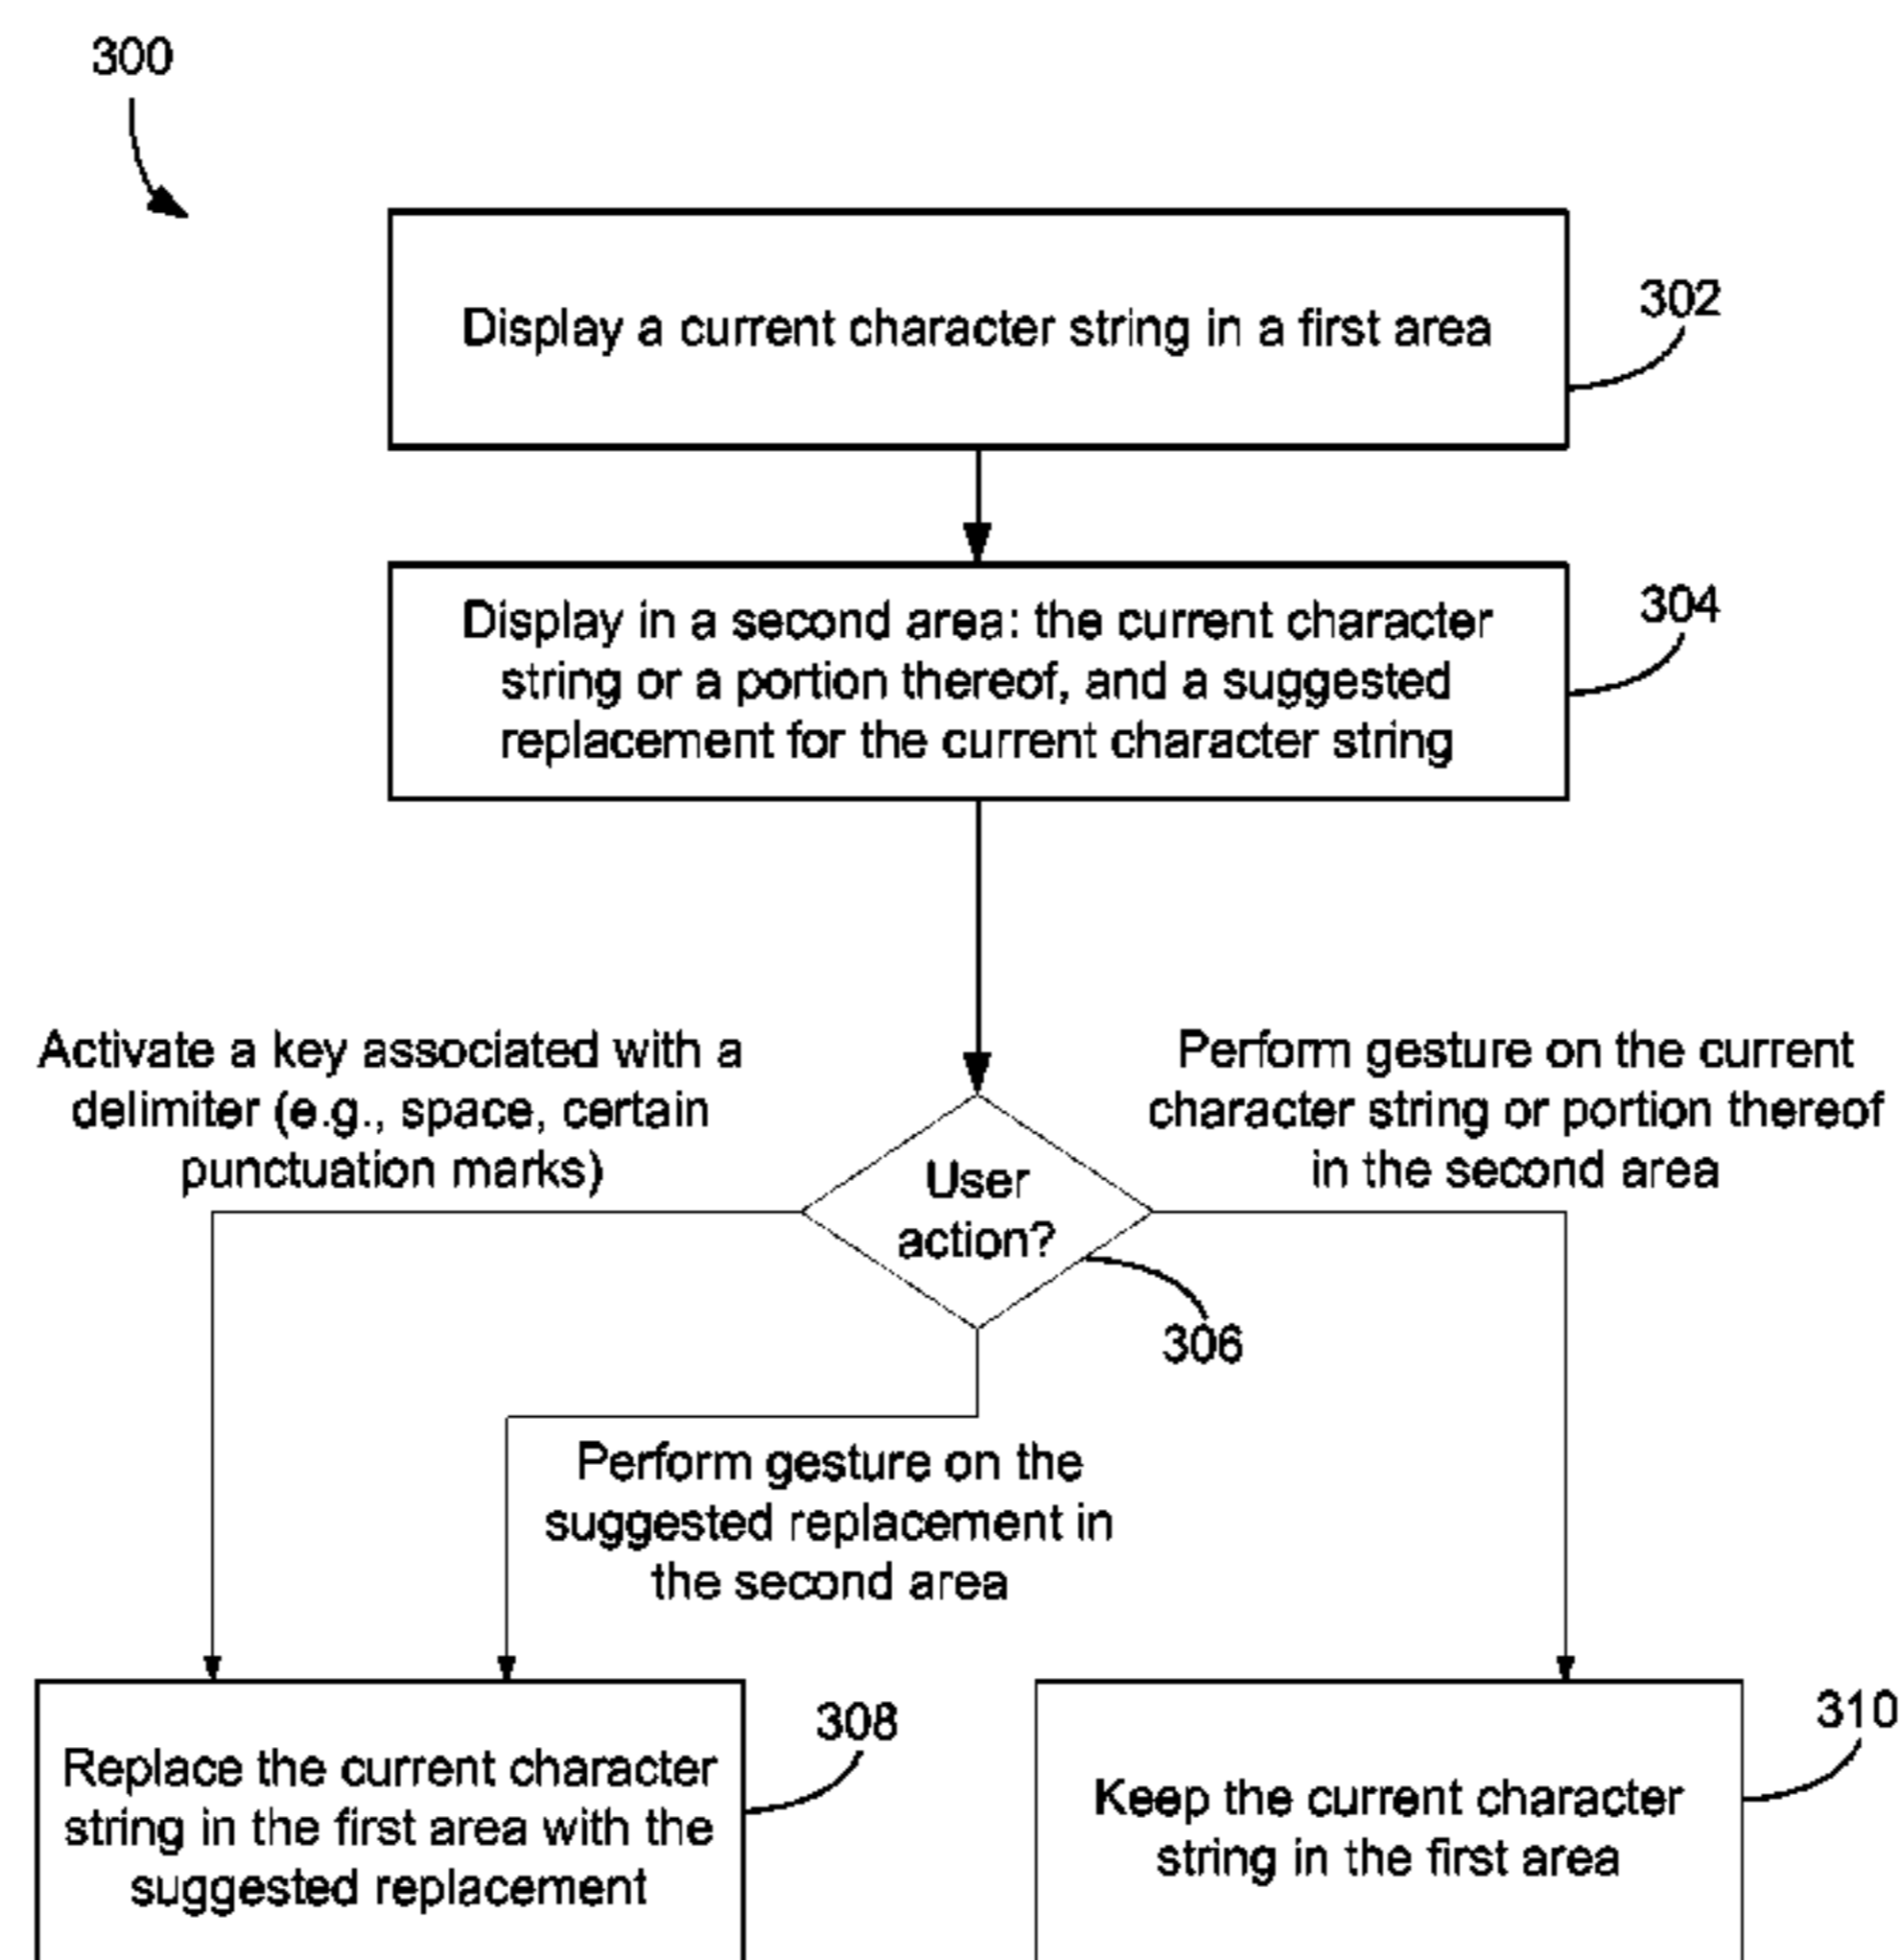 300
Display a current character string in a first area
302
Display in a second area: the current character
string or a portion thereof, and a suggested
replacement for the current character string
304
Activate a key associated with a
delimiter (e.g., space, certain
punctuation marks)
Perform gesture on the current
character string or portion thereof
in the second area
User
action?
306
Perform gesture on the
suggested replacement in
the second area
Replace the current character
string in the first area with the
suggested replacement
308
Keep the current character
string in the first area
310